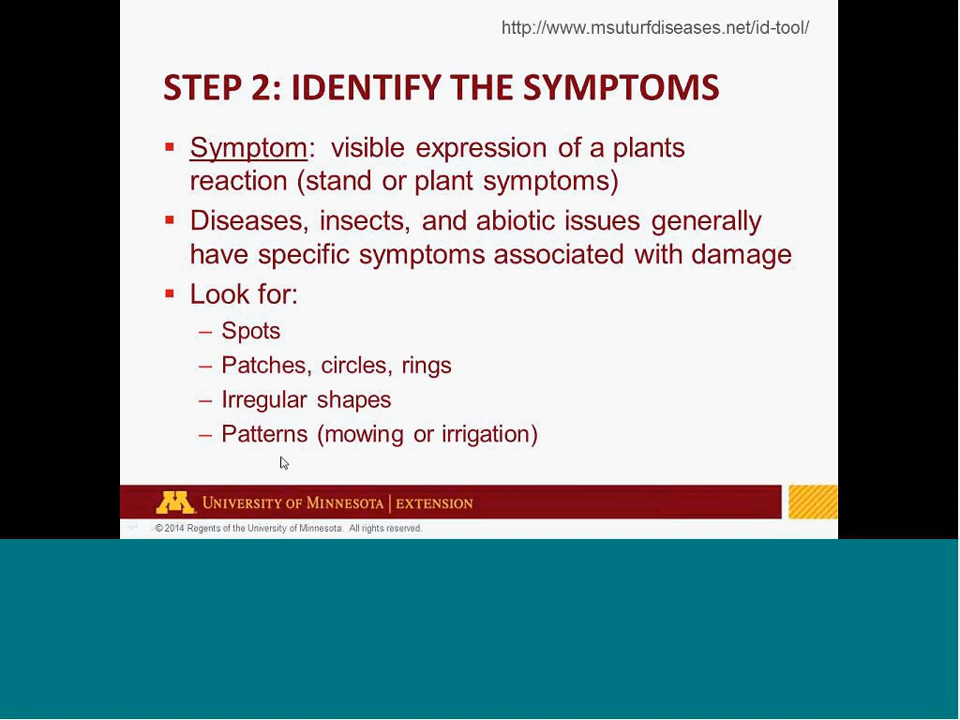 http://www.msuturfdiseases.net/id-tool/
STEP 2: IDENTIFY THE SYMPTOMS
▪ Symptom: visible expression of a plants
reaction (stand or plant symptoms)
▪ Diseases, insects, and abiotic issues generally
have specific symptoms associated with damage
▪ Look for:
– Spots
– Patches, circles, rings
– Irregular shapes
– Patterns (mowing or irrigation)
M UNIVERSITY OF MINNESOTA | EXTENSION
© 2014 Regents of the University of Minnesota. All rights reserved.